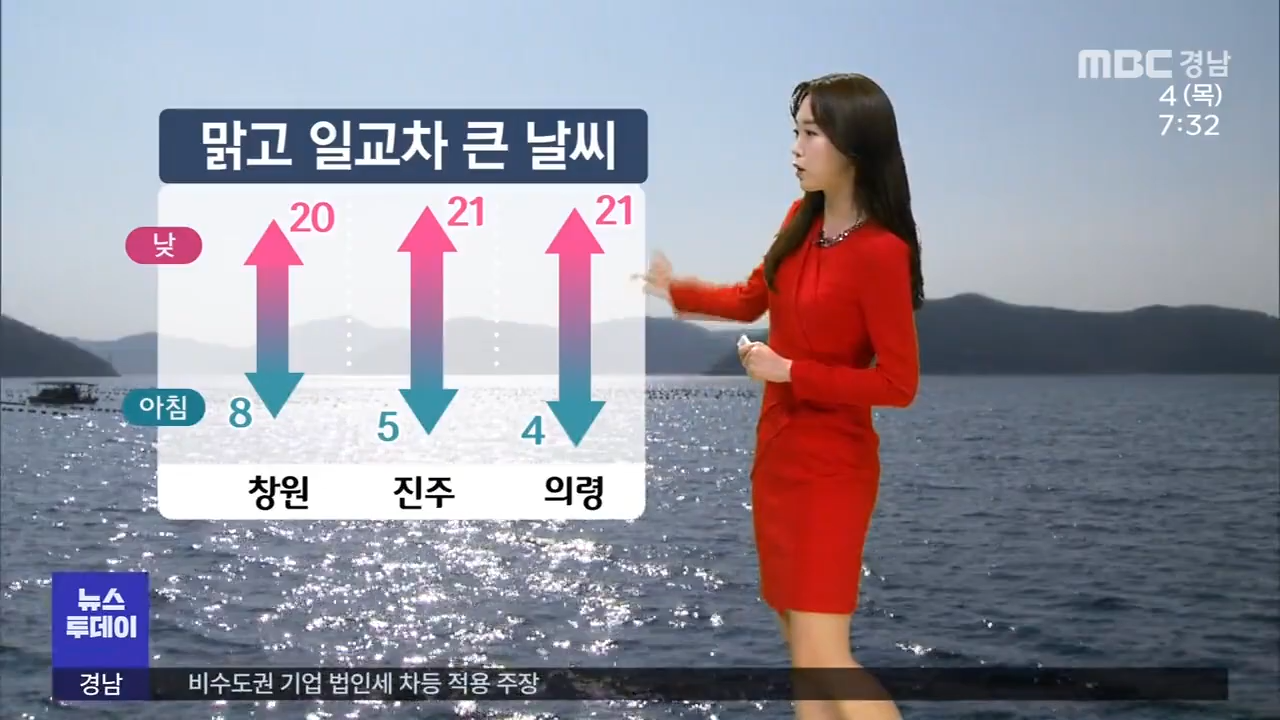 MBC 경남
4 (목)
7:32
맑고 일교차 큰 날씨
낮
20
21
21
아침
8
5
4
창원
진주
의령
뉴스
투데이
경남
비수도권 기업 법인세 차등 적용 주장